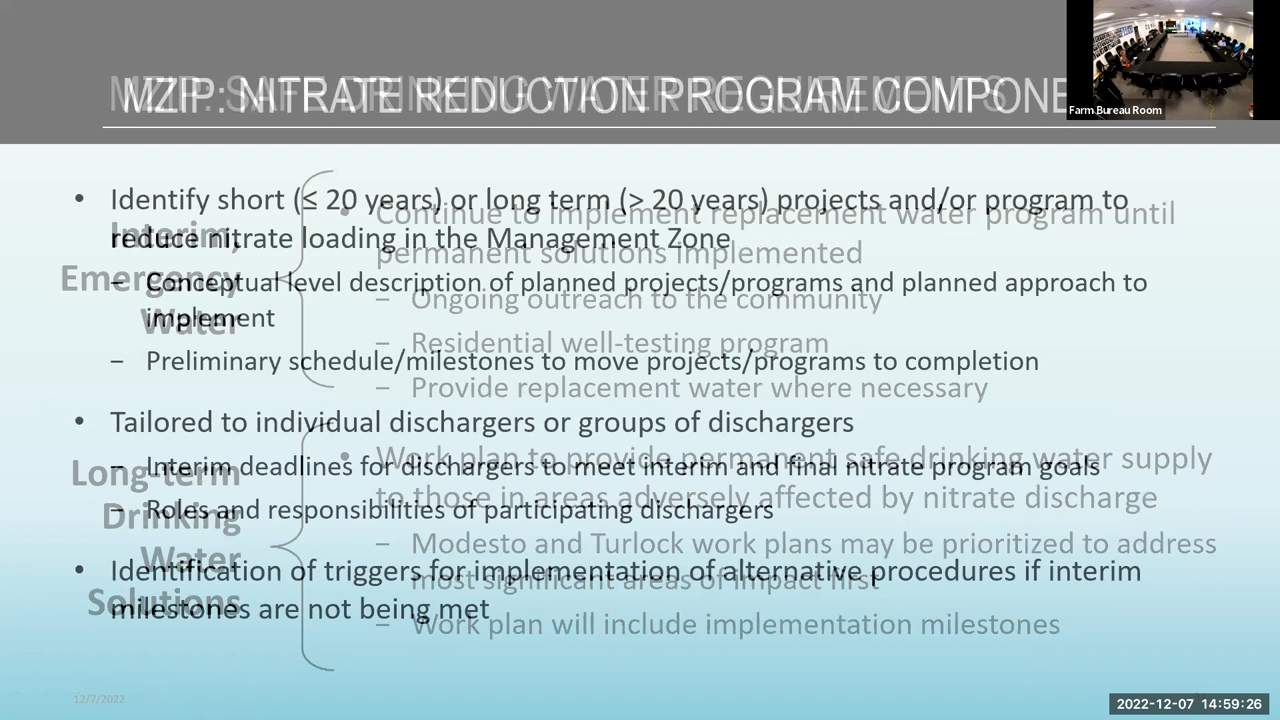 MZIP: NITRATE REDUCTION PROGRAM COMPONE
MZIP: SAFE DRINKING WATER REQUIREMENTS
Farm Bureau Room
• Identify short (≤ 20 years) or long term (> 20 years) projects and/or program to
reduce nitrate loading in the Management Zone
– Conceptual level description of planned projects/programs and planned approach to
implement
– Preliminary schedule/milestones to move projects/programs to completion
• Tailored to individual dischargers or groups of dischargers
– Interim deadlines for dischargers to meet interim and final nitrate program goals
– Roles and responsibilities of participating dischargers
• Identification of triggers for implementation of alternative procedures if interim
milestones are not being met
Interim,
Emergency
Water
• Continue to implement replacement water program until
permanent solutions implemented
– Ongoing outreach to the community
– Residential well-testing program
– Provide replacement water where necessary
Long-term
Drinking
Water
Solutions
• Work plan to provide permanent safe drinking water supply
to those in areas adversely affected by nitrate discharge
– Modesto and Turlock work plans may be prioritized to address
most significant areas of impact first
– Work plan will include implementation milestones
12/7/2022
2022-12-07 14:59:26